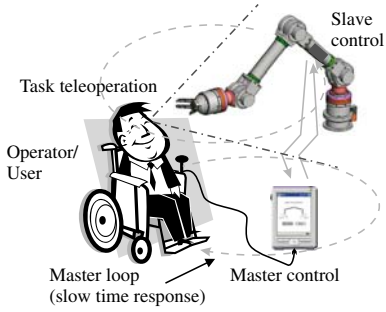 Slave
control
Task teleoperation
Operator/
User
Master loop
(slow time response)
Master control